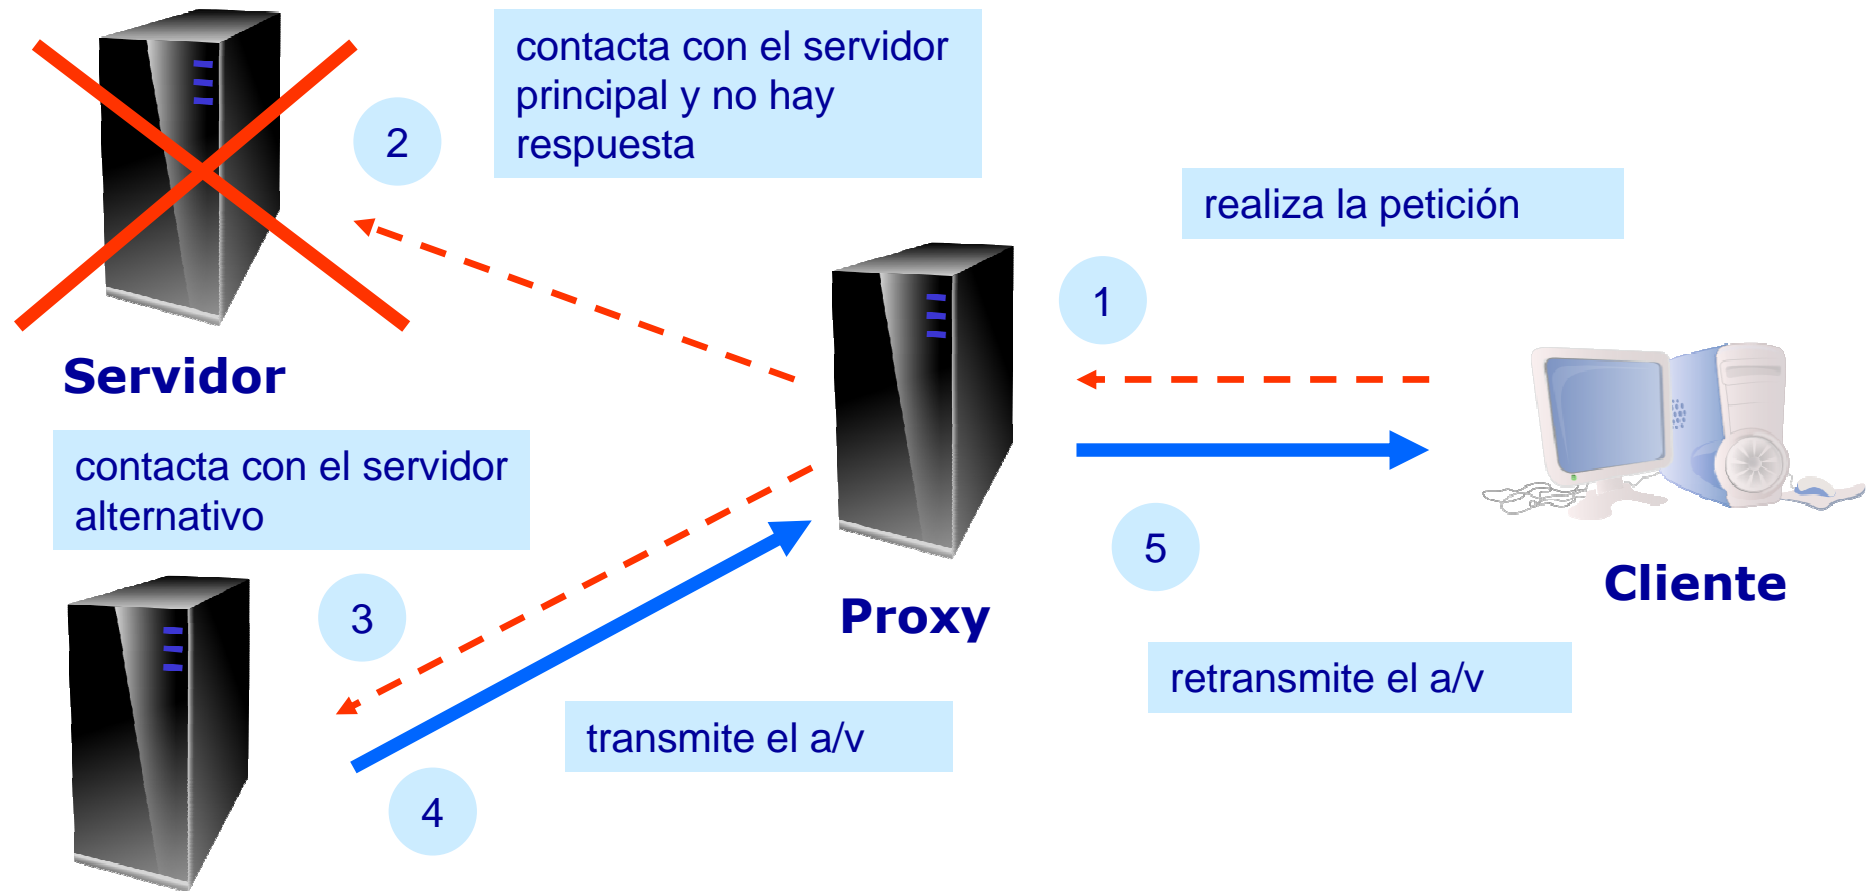 contacta con el servidor
principal y no hay
respuesta
2
realiza la petición
1
Servidor
contacta con el servidor
alternativo
5
Cliente
3
Proxy
retransmite el a/v
transmite el a/v
4